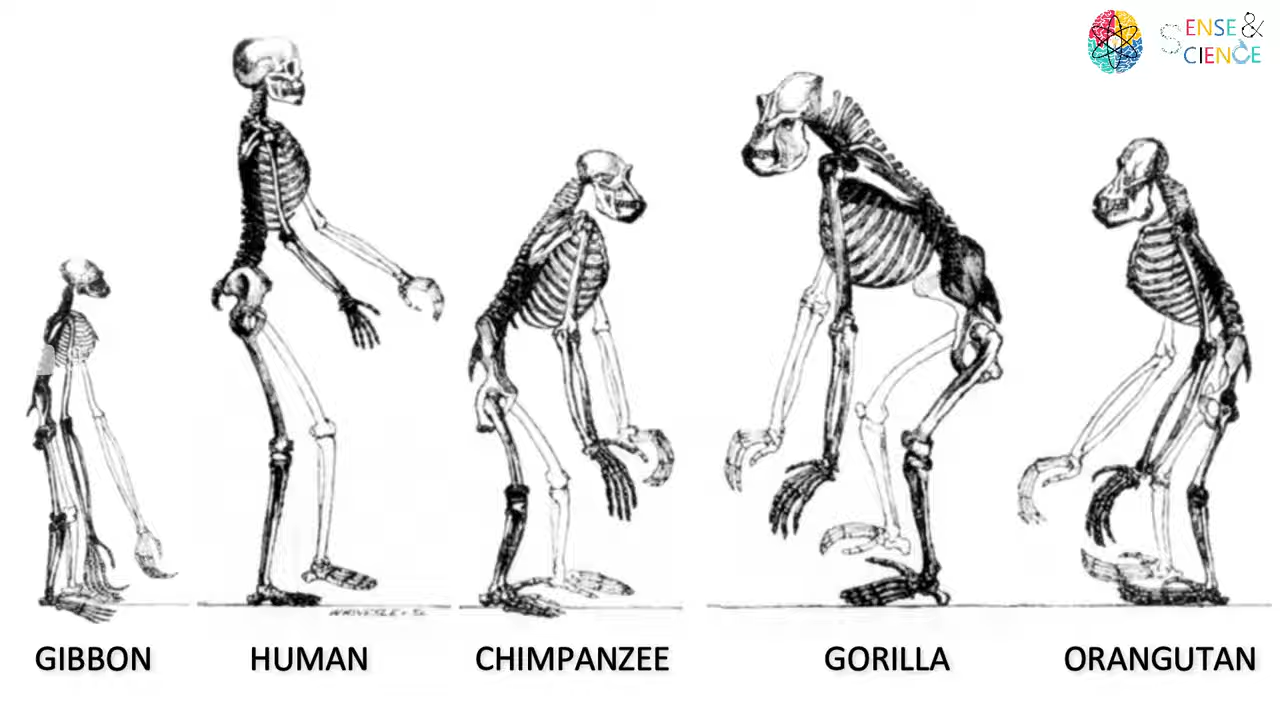 SENSE &
SCIENCE
GIBBON
HUMAN
CHIMPANZEE
GORILLA
ORANGUTAN